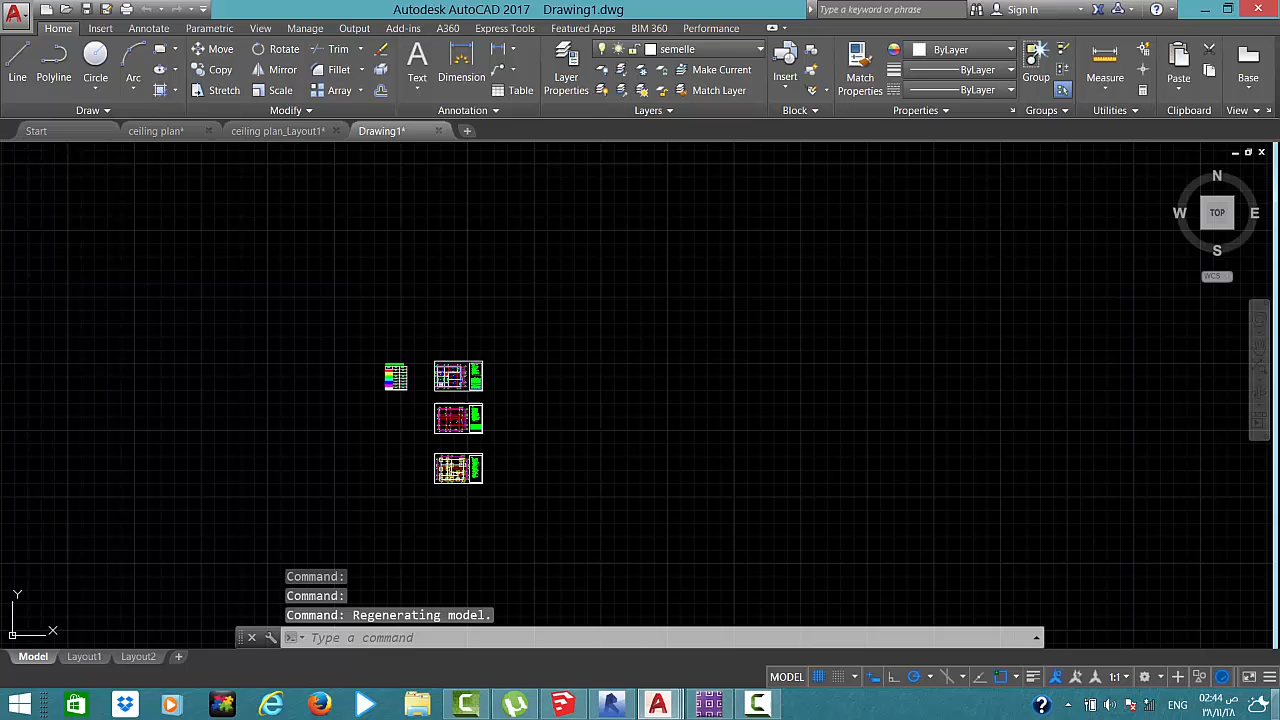 Autodesk AutoCAD 2017 Drawing1.dwg
Type a keyword or phrase
Sign In
Home Insert Annotate Parametric View Manage Output Add-ins A360 Express Tools Featured Apps BIM 360 Performance
Line Polyline Circle Arc
Move Rotate Trim
Copy Mirror Fillet
Stretch Scale Array
Text Dimension
Table
Layer Properties
semelle
Make Current
Match Layer
Insert
Match Properties
ByLayer
ByLayer
ByLayer
Group
Measure
Paste
Base
Draw Modify Annotation Layers Block Properties Groups Utilities Clipboard View
Start ceiling plan* ceiling plan_Layout1* Drawing1*
N
W TOP E
S
WCS
Command:
Command:
Command: Regenerating model.
Y
X
Type a command
Model Layout1 Layout2
MODEL
1:1
ENG
02:44 ص